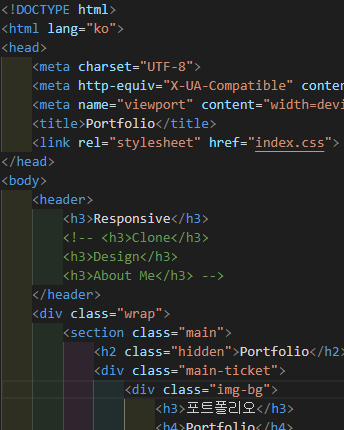 <!DOCTYPE html>
<html lang="ko">
<head>
<meta charset="UTF-8">
<meta http-equiv="X-UA-Compatible" conten
<meta name="viewport" content="width=devi
<title>Portfolio</title>
<link rel="stylesheet" href="index.css">
</head>
<body>
<header>
<h3>Responsive</h3>
<!-- <h3>Clone</h3>
<h3>Design</h3>
<h3>About Me</h3> -->
</header>
<div class="wrap">
<section class="main">
<h2 class="hidden">Portfolio</h2
<div class="main-ticket">
<div class="img-bg">
<h3>포트폴리오</h3>
<h4>Portfolio</h4>